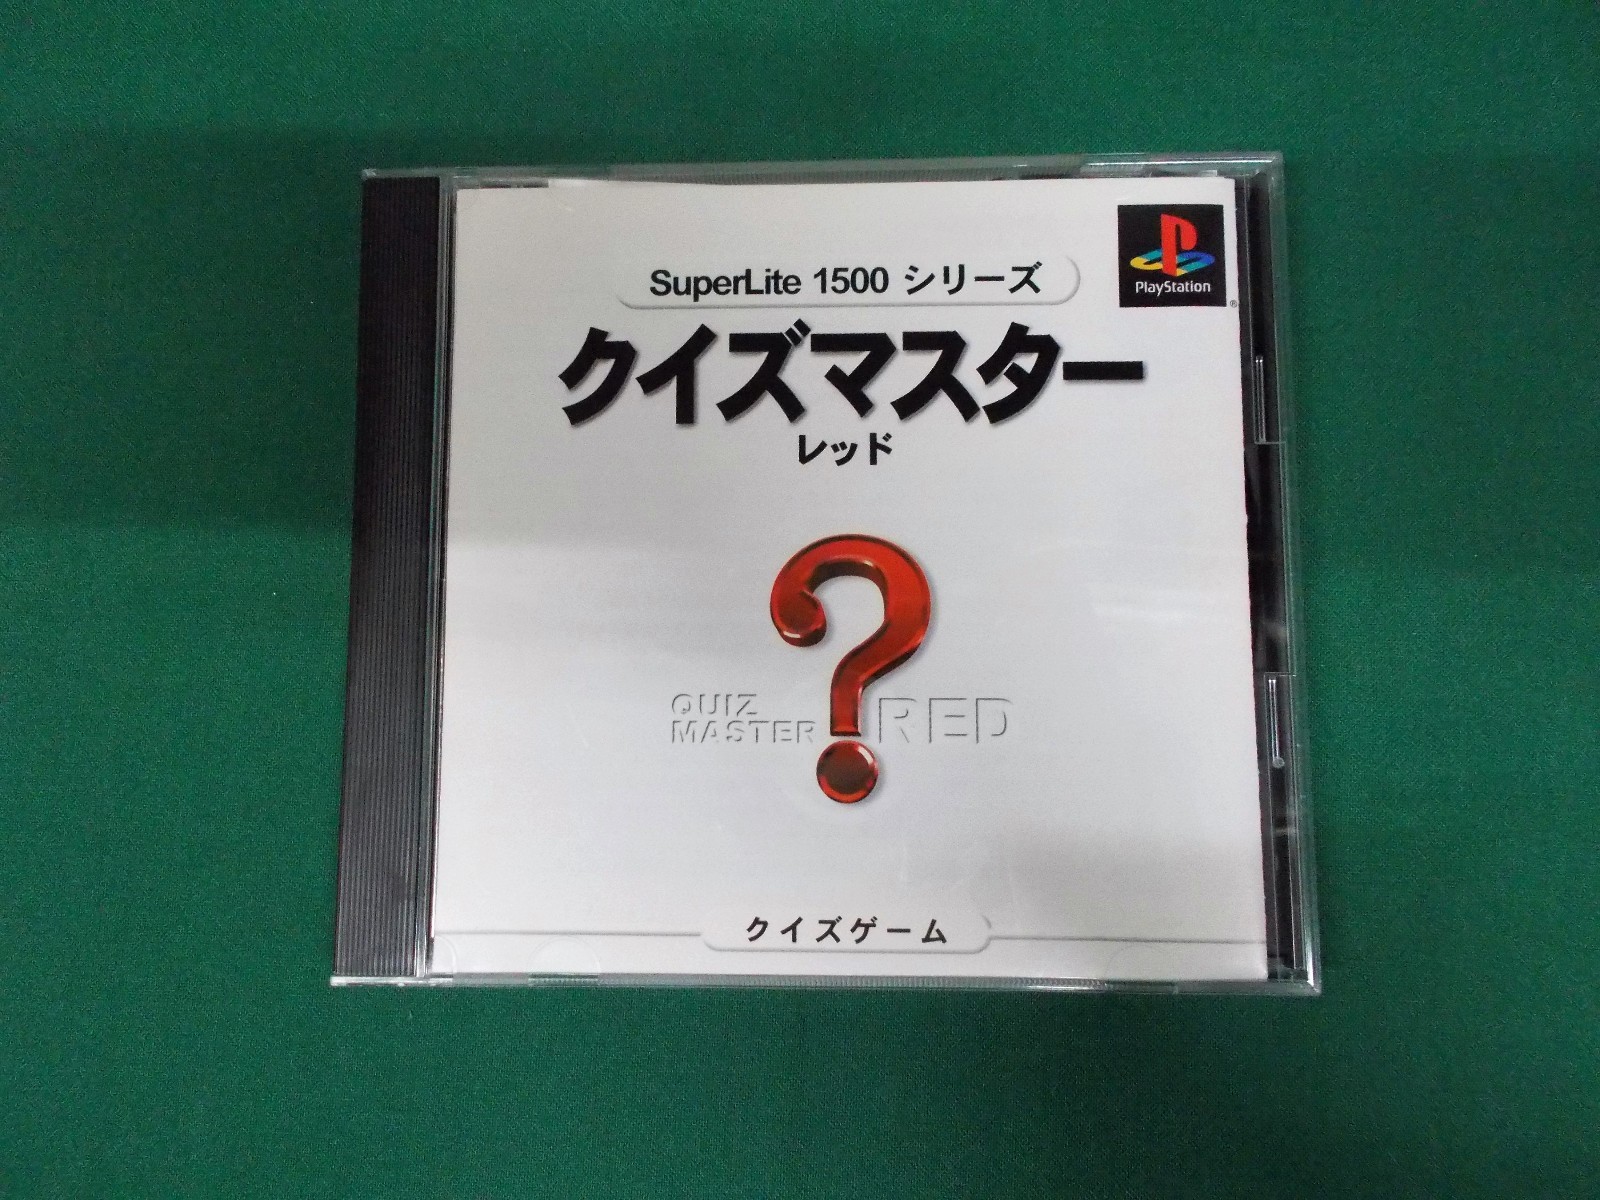 SuperLite 1500 シリーズ
PlayStation
®
クイズマスター
レッド
?
QUIZ
MASTER
RED
クイズゲーム